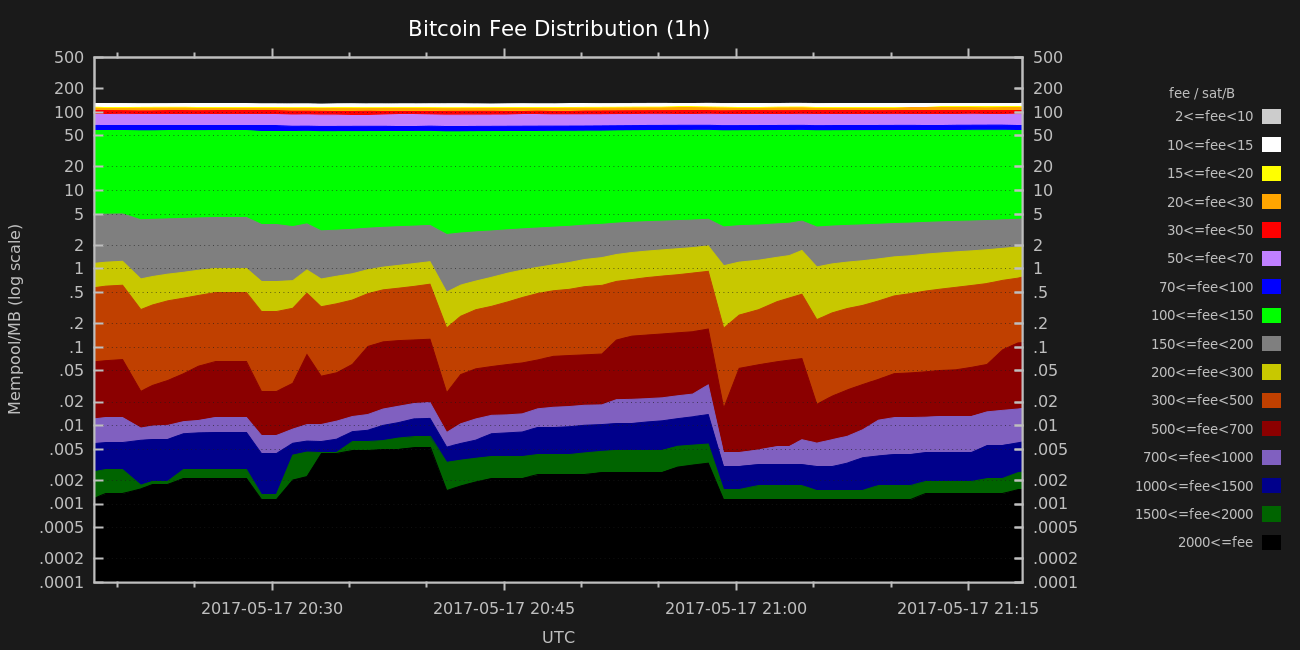 Bitcoin Fee Distribution (1h)
500
200
100
50
20
10
5
2
1
.5
.2
.1
.05
.02
.01
.005
.002
.001
.0005
.0002
.0001
Mempool/MB (log scale)
500
200
100
50
20
10
5
2
1
.5
.2
.1
.05
.02
.01
.005
.002
.001
.0005
.0002
.0001
2017-05-17 20:30
2017-05-17 20:45
2017-05-17 21:00
2017-05-17 21:15
UTC
fee / sat/B
2<=fee<10
10<=fee<15
15<=fee<20
20<=fee<30
30<=fee<50
50<=fee<70
70<=fee<100
100<=fee<150
150<=fee<200
200<=fee<300
300<=fee<500
500<=fee<700
700<=fee<1000
1000<=fee<1500
1500<=fee<2000
2000<=fee